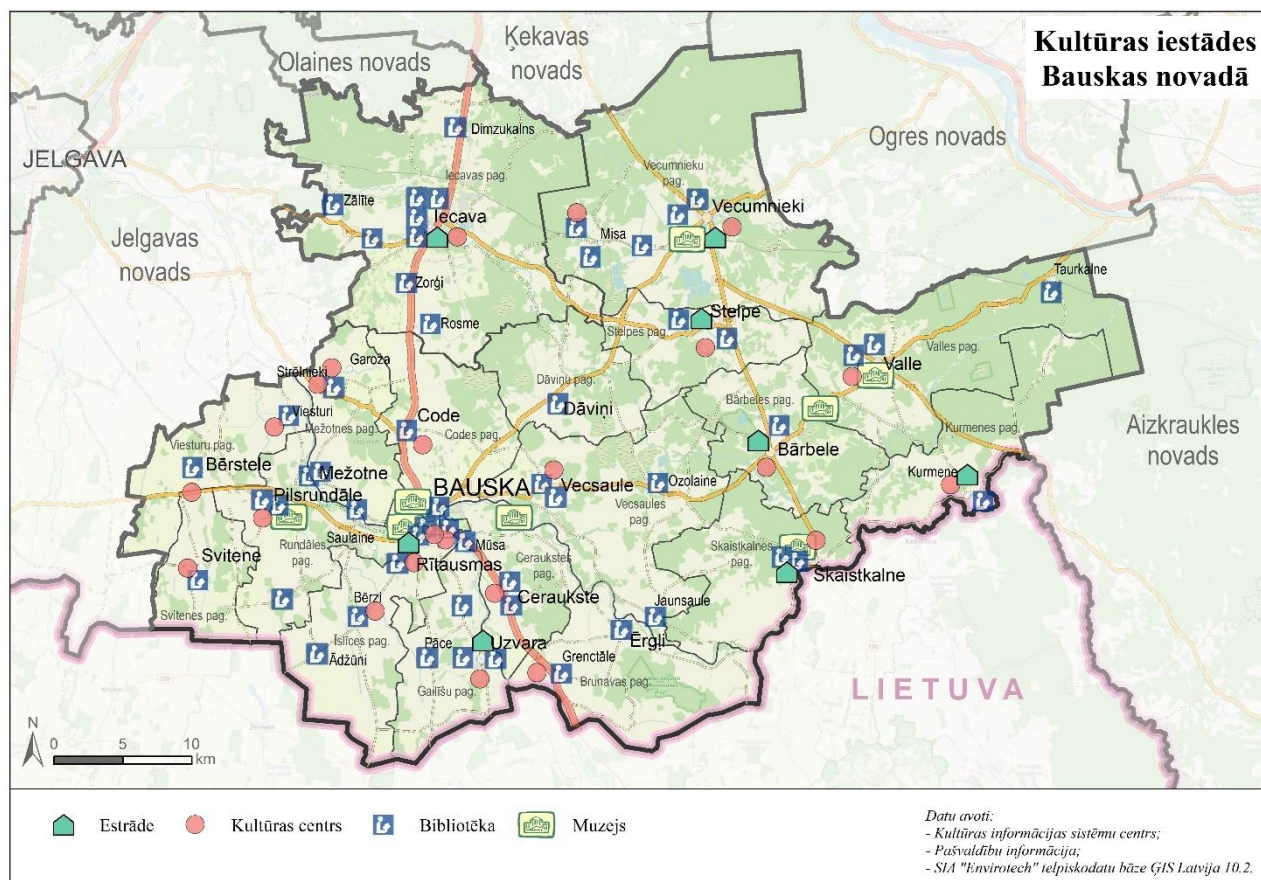 Kultūras iestādes
Bauskas novadā
Olaines novads
Ķekavas
novads
Ogres novads
JELGAVA
Jelgavas
novads
Aizkraukles
novads
LIETUVA
Dimzukalns
Iecavas pag.
Zālīte
Iecava
Zorģi
Rosme
Vecumnieku
pag.
Vecumnieki
Misa
Taurkalne
Stelpe
Stelpes pag.
Valle
Valles pag.
Garoža
Strēlnieki
Viesturi
Mežotnes pag.
Viesturu pag.
Code
Codes pag.
Dāviņu pag.
Dāviņi
Bārbeles pag.
Bārbele
Kurmenes pag.
Kurmene
Bērstele
Mežotne
Pilsrundāle
BAUSKA
Vecsaule
Ozolaine
Vecsaules pag.
Saulaine
Rundāles
pag.
Mūsa
Svitene
Rītausmas
Ceraukstes
pag.
Skaistkalnes
pag.
Skaistkalne
Svitenes pag.
Bērzi
Ceraukste
Jaunsaule
Īslīces pag.
Ērgļi
Ādžūni
Pāce
Uzvara
Grenctāle
Gailīšu pag.
Brunavas pag.
N
0 5 10
km
Estrāde
Kultūras centrs
Bibliotēka
Muzejs
Datu avoti:
- Kultūras informācijas sistēmu centrs;
- Pašvaldību informācija;
- SIA "Envirotech" telpiskodatu bāze ĢIS Latvija 10.2.